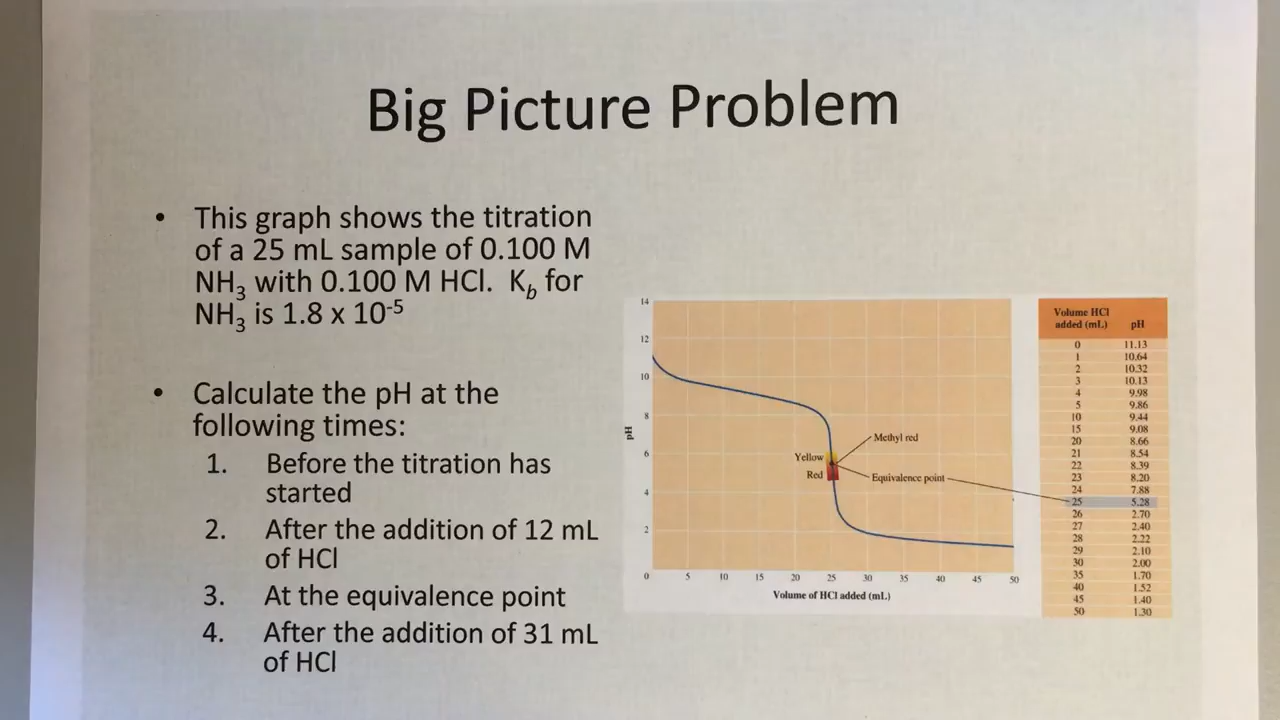 Big Picture Problem
• This graph shows the titration
of a 25 mL sample of 0.100 M
NH₃ with 0.100 M HCl. K_b for
NH₃ is 1.8 x 10⁻⁵
• Calculate the pH at the
following times:
1. Before the titration has
started
2. After the addition of 12 mL
of HCl
3. At the equivalence point
4. After the addition of 31 mL
of HCl
14
12
10
8
6
4
2
0
pH
Methyl red
Yellow
Red
Equivalence point
5 10 15 20 25 30 35 40 45 50
Volume of HCl added (mL)
Volume HCl
added (mL) pH
0 11.13
1 10.64
2 10.32
3 10.13
4 9.98
5 9.86
10 9.44
15 9.08
20 8.66
21 8.54
22 8.39
23 8.20
24 7.88
25 5.28
26 2.70
27 2.40
28 2.22
29 2.10
30 2.00
35 1.70
40 1.52
45 1.40
50 1.30